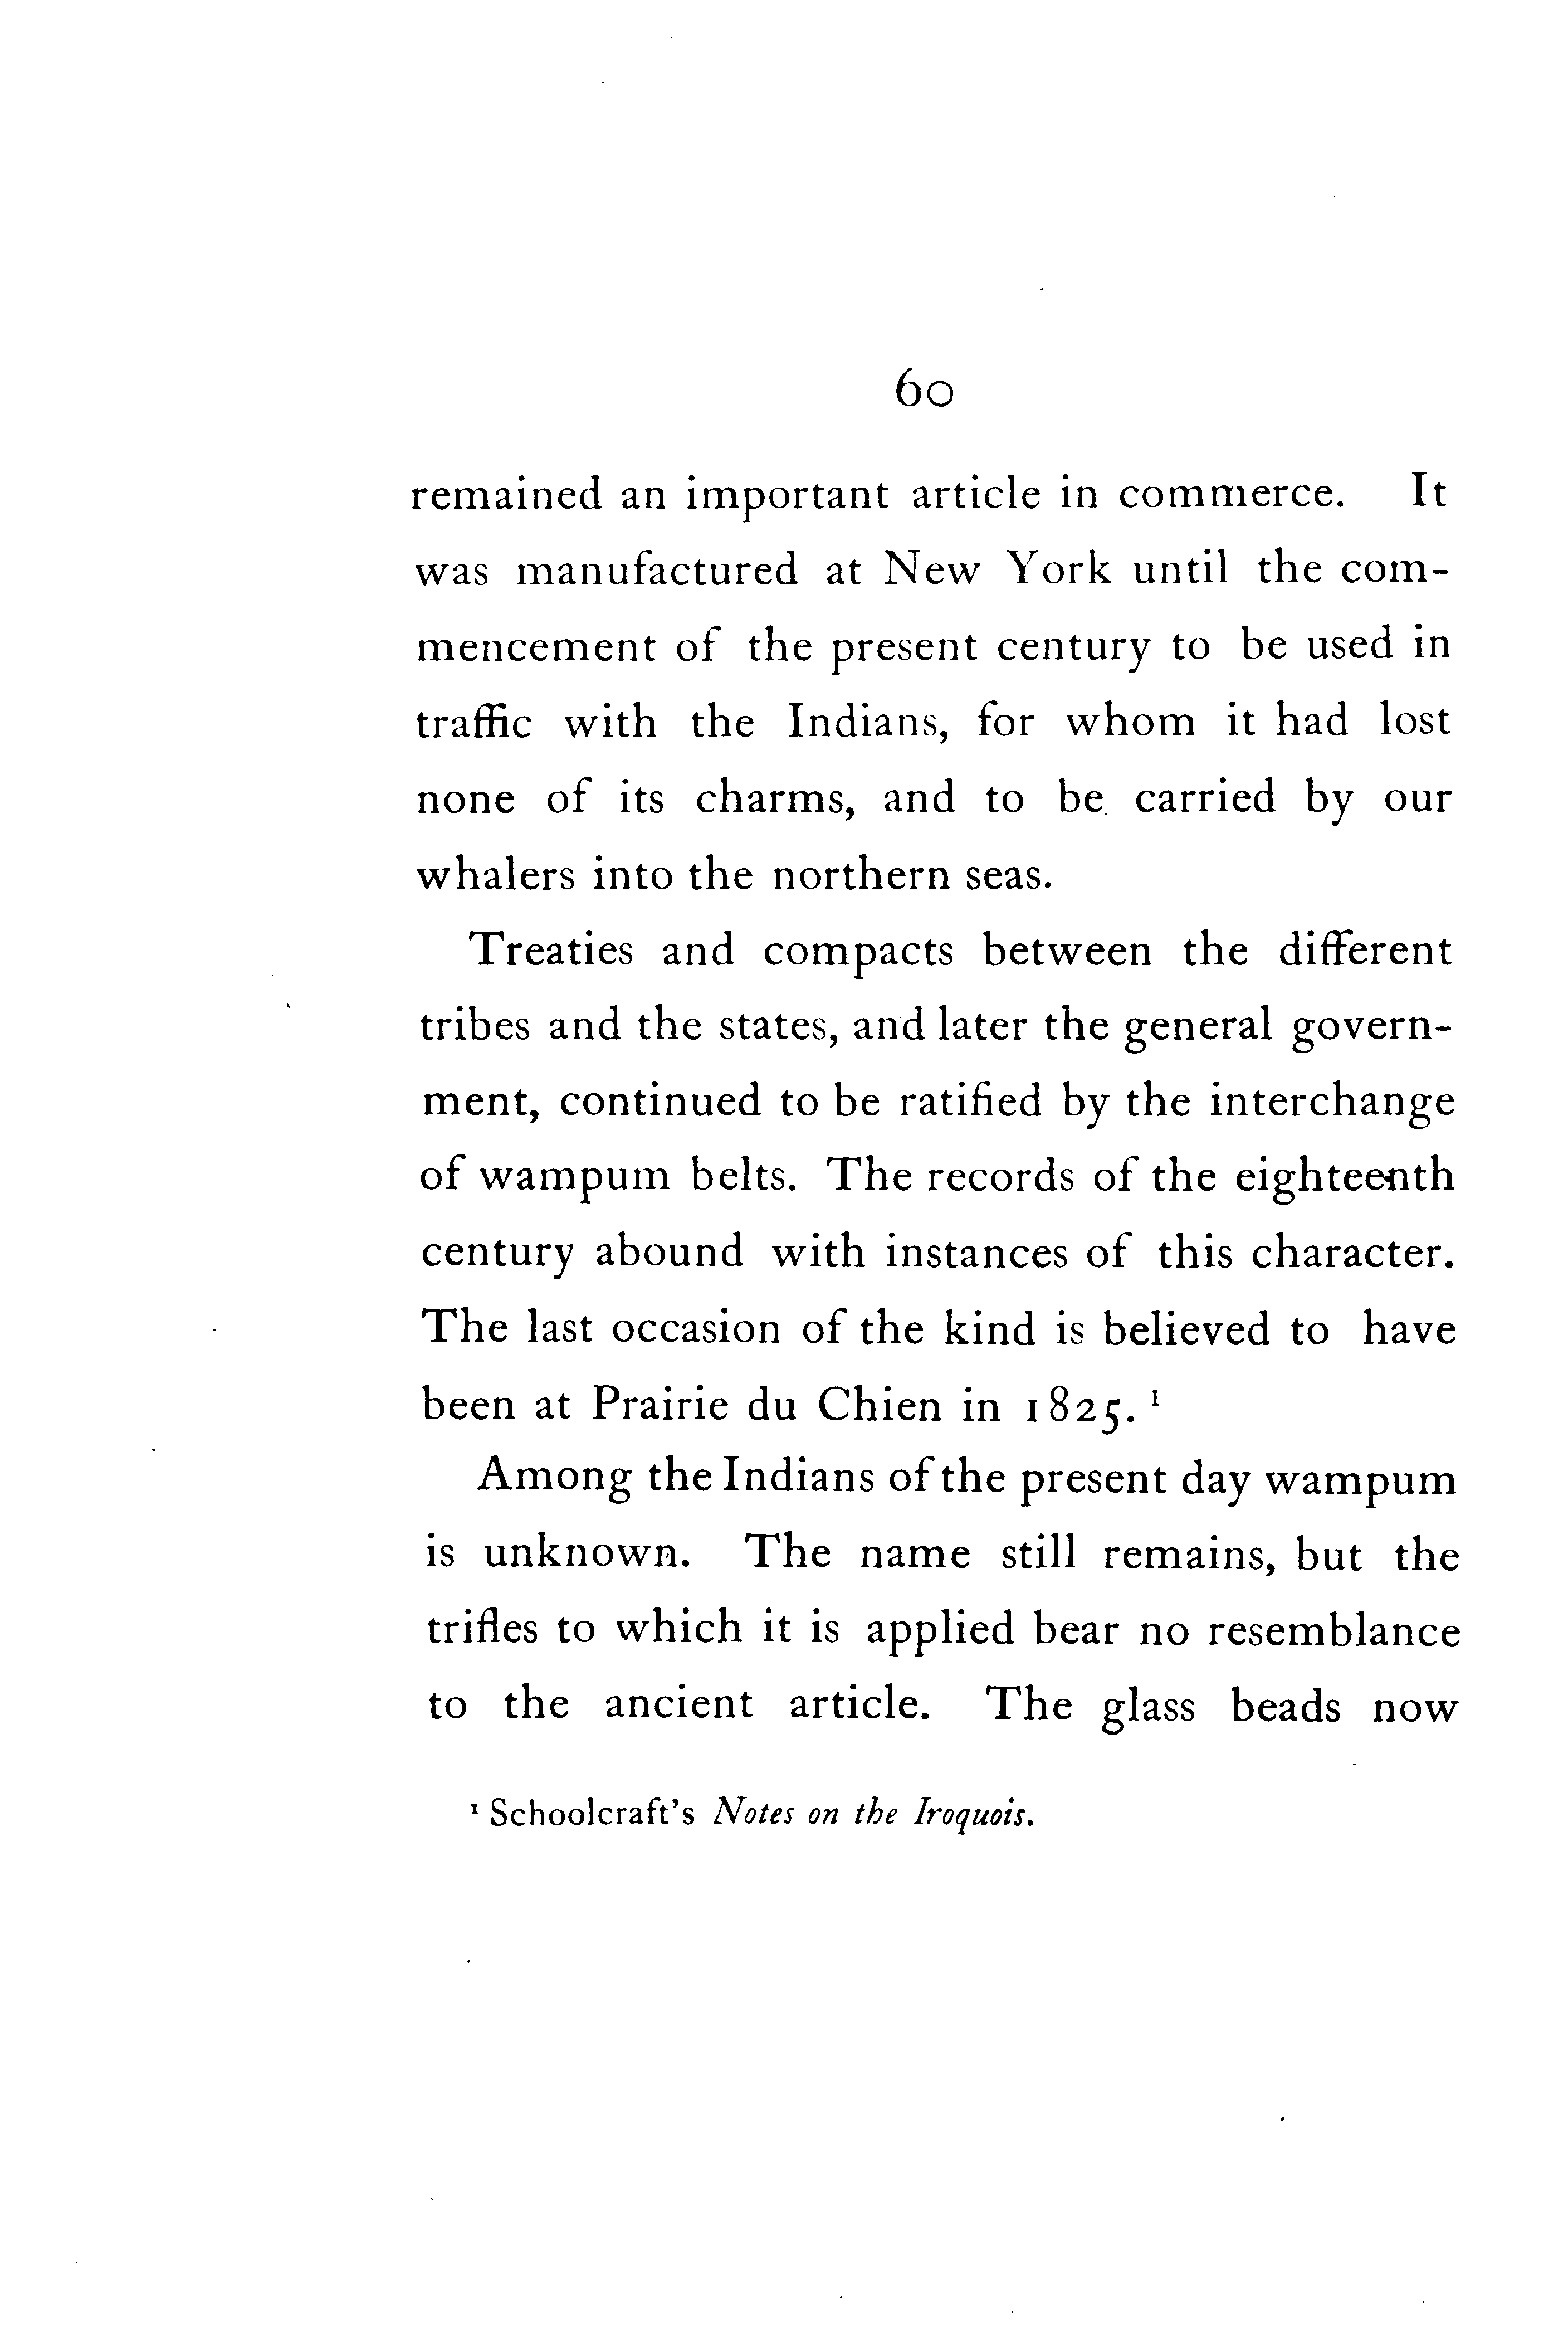 60
remained an important article in commerce. It
was manufactured at New York until the com-
mencement of the present century to be used in
traffic with the Indians, for whom it had lost
none of its charms, and to be carried by our
whalers into the northern seas.
Treaties and compacts between the different
tribes and the states, and later the general govern-
ment, continued to be ratified by the interchange
of wampum belts. The records of the eighteenth
century abound with instances of this character.
The last occasion of the kind is believed to have
been at Prairie du Chien in 1825. ¹
Among the Indians of the present day wampum
is unknown. The name still remains, but the
trifles to which it is applied bear no resemblance
to the ancient article. The glass beads now
¹ Schoolcraft's Notes on the Iroquois.